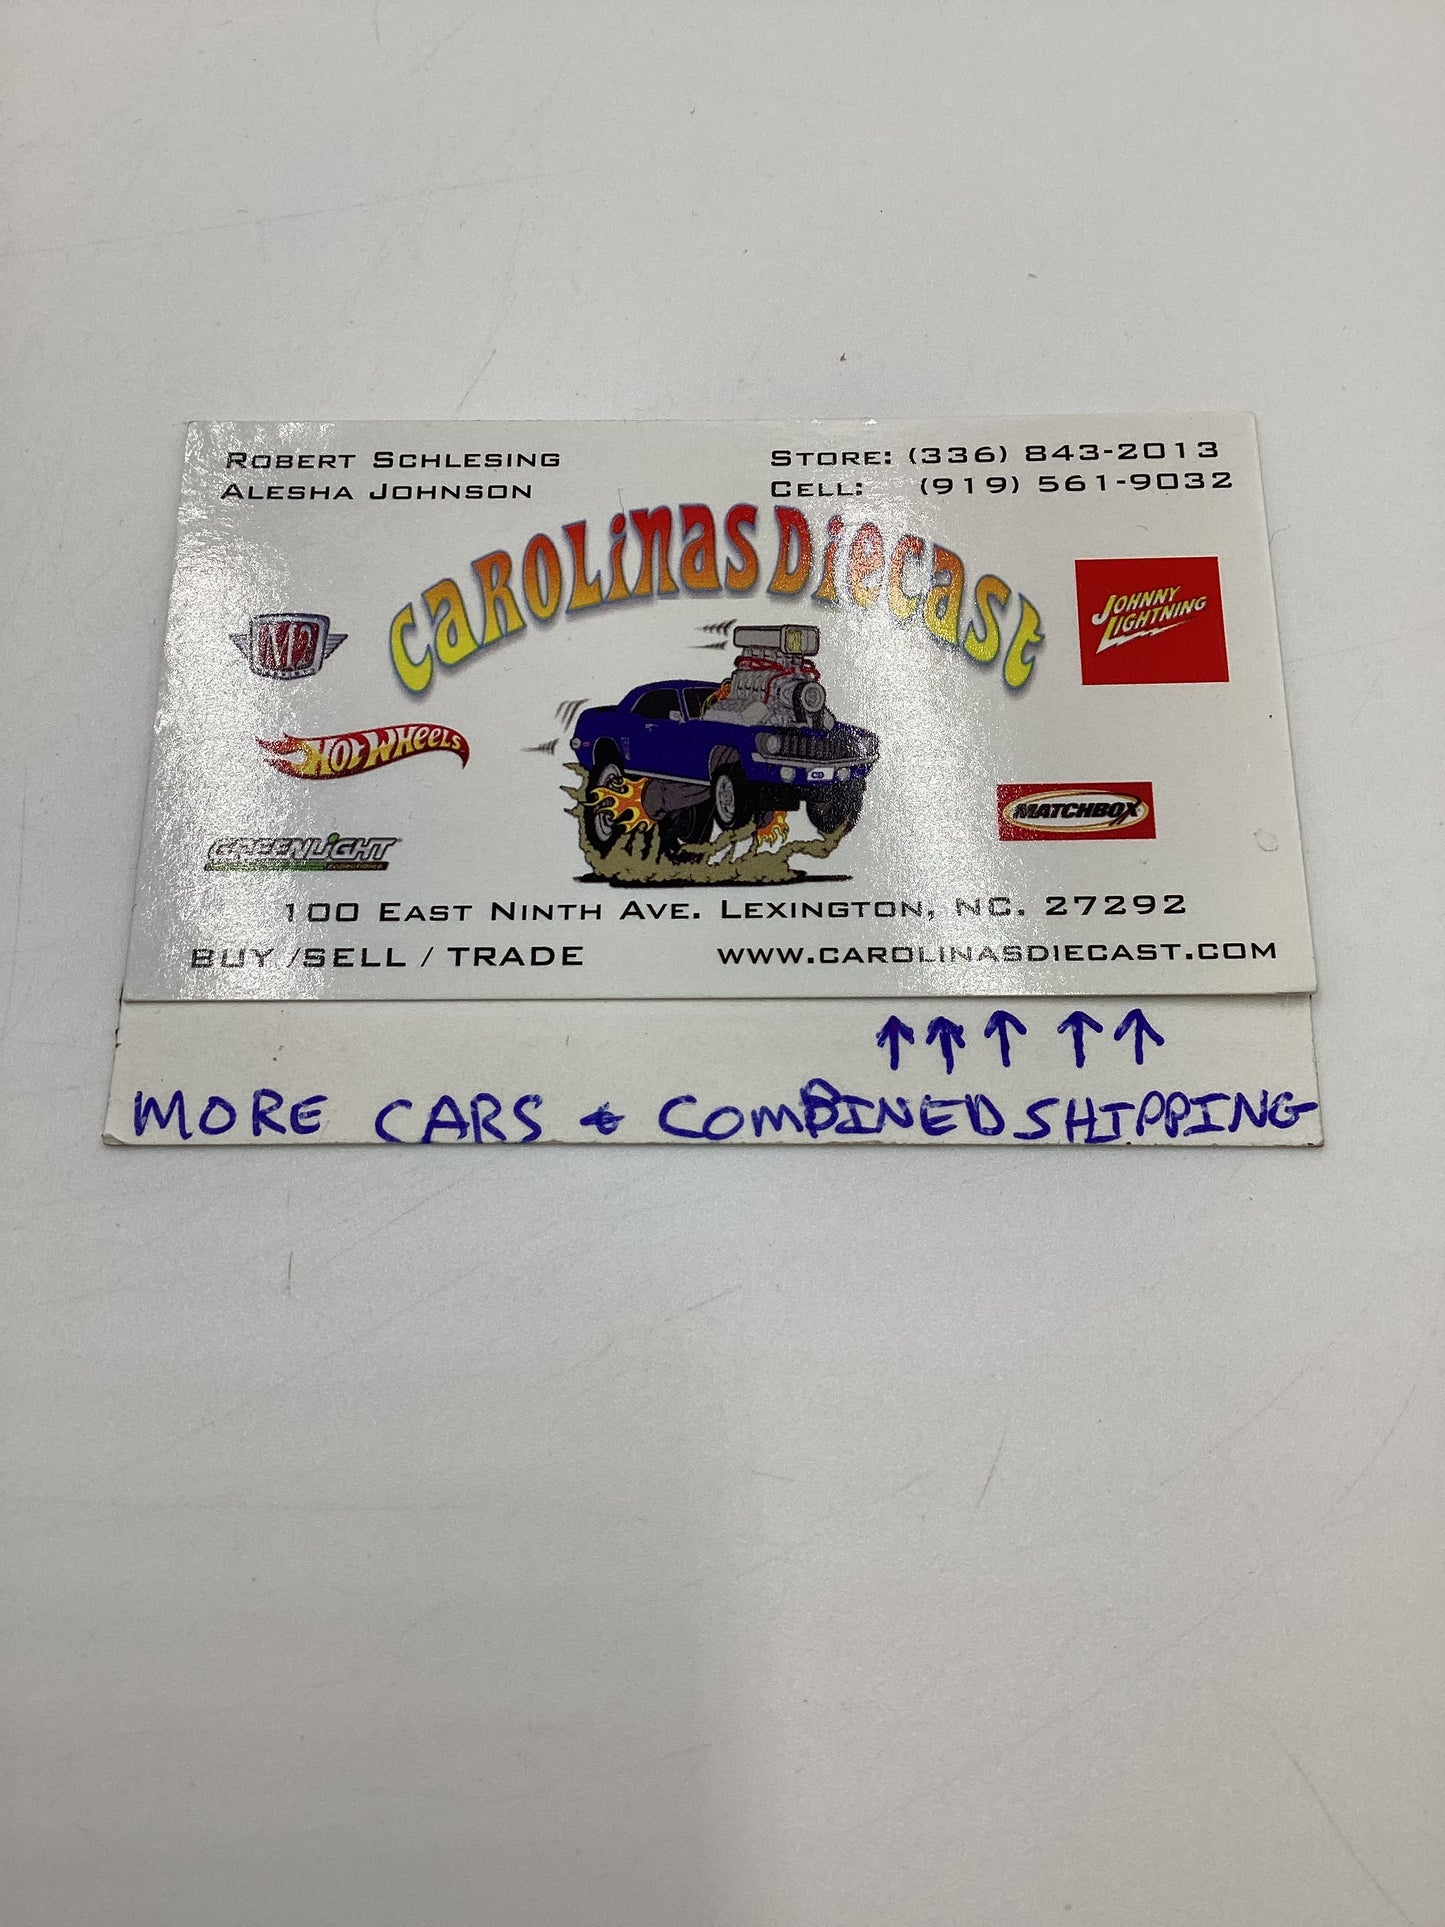 ROBERT SCHLESING
ALESHA JOHNSON
STORE: (336) 843-2013
CELL: (919) 561-9032
CAROLINAS DIECAST
M2
JOHNNY LIGHTNING
HOT WHEELS
MATCHBOX
GREENLIGHT
100 EAST NINTH AVE. LEXINGTON, NC. 27292
BUY /SELL / TRADE
WWW.CAROLINASDIECAST.COM
↑↑↑ ↑↑
MORE CARS & COMBINED SHIPPING